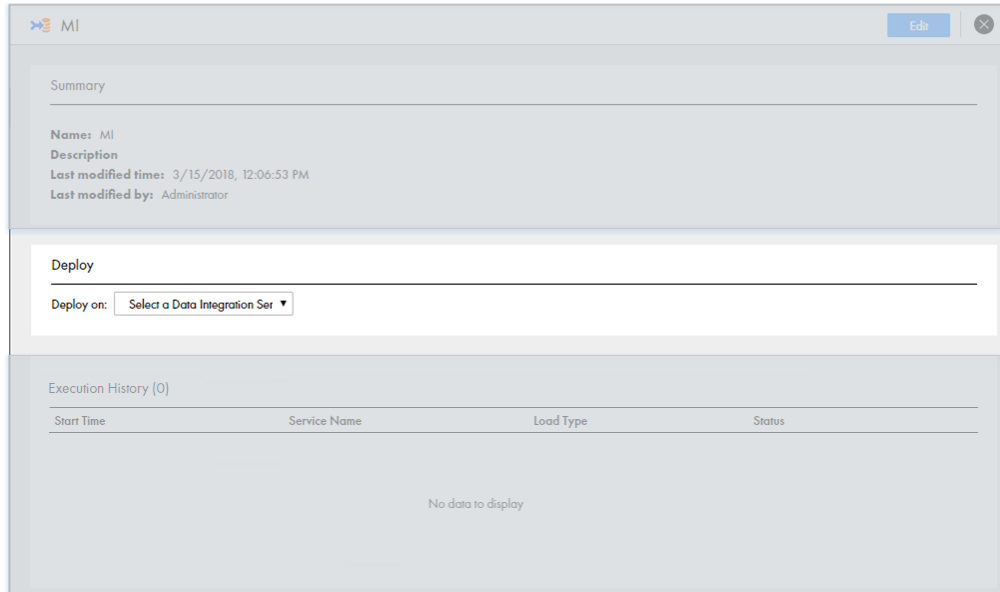 MI
Edit
Summary
Name: MI
Description
Last modified time: 3/15/2018, 12:06:53 PM
Last modified by: Administrator
Deploy
Deploy on: Select a Data Integration Ser
Execution History (0)
Start Time Service Name Load Type Status
No data to display